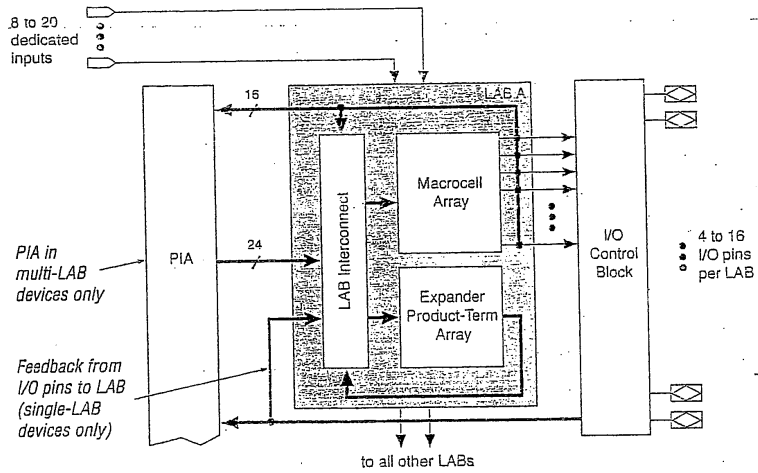 8 to 20
dedicated
inputs
16
LAB A
Macrocell
Array
LAB Interconnect
PIA
24
PIA in
multi-LAB
devices only
I/O
Control
Block
4 to 16
I/O pins
per LAB
Expander
Product-Term
Array
Feedback from
I/O pins to LAB
(single-LAB
devices only)
to all other LABs